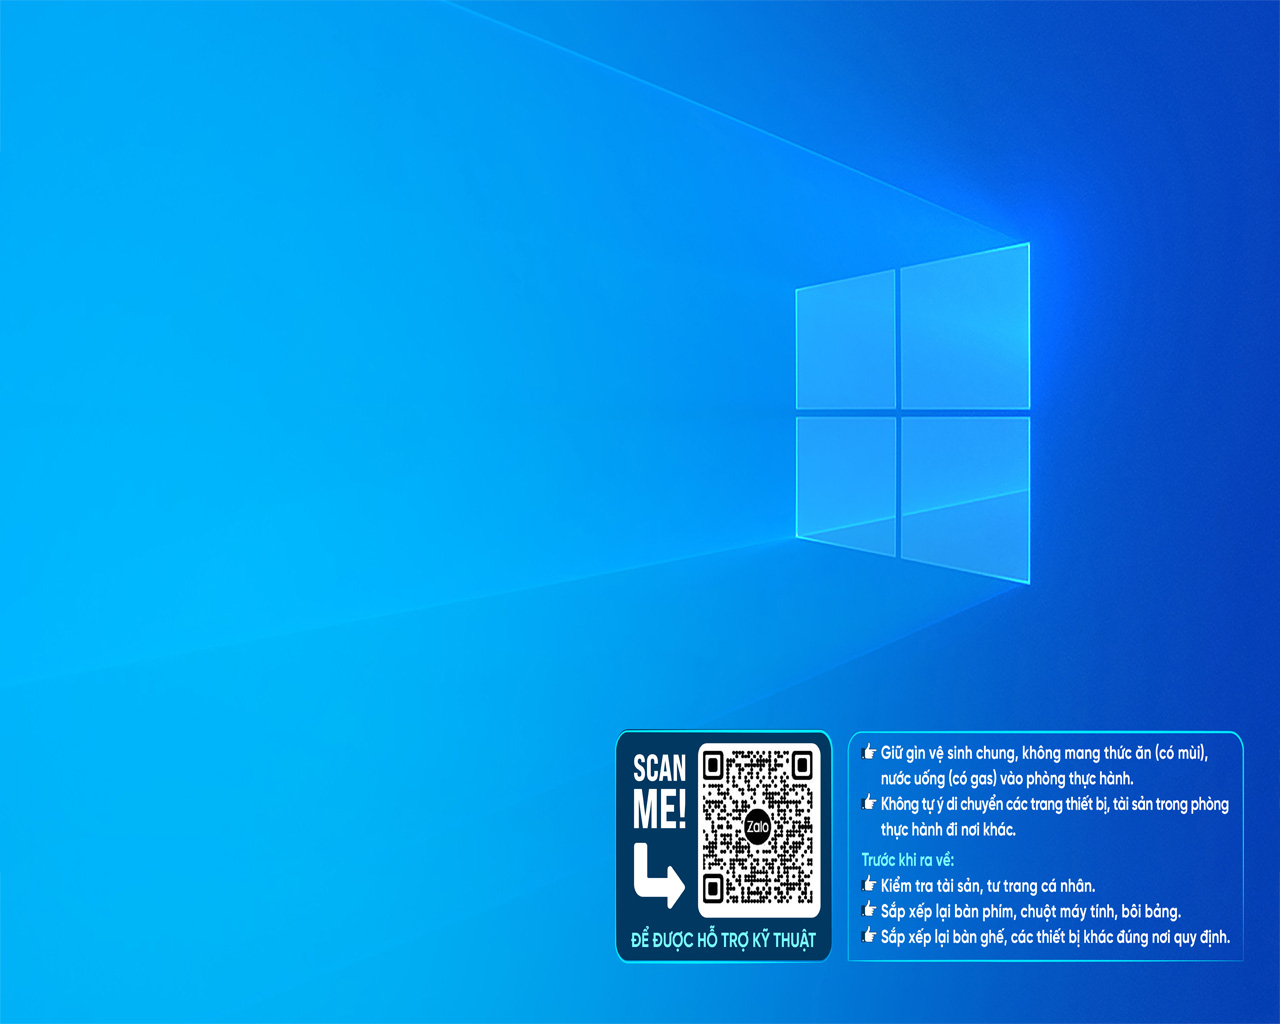 SCAN
ME!
Zalo
ĐỂ ĐƯỢC HỖ TRỢ KỸ THUẬT
Giữ gìn vệ sinh chung, không mang thức ăn (có mùi),
nước uống (có gas) vào phòng thực hành.
Không tự ý di chuyển các trang thiết bị, tài sản trong phòng
thực hành đi nơi khác.
Trước khi ra về:
Kiểm tra tài sản, tư trang cá nhân.
Sắp xếp lại bàn phím, chuột máy tính, bôi bảng.
Sắp xếp lại bàn ghế, các thiết bị khác đúng nơi quy định.